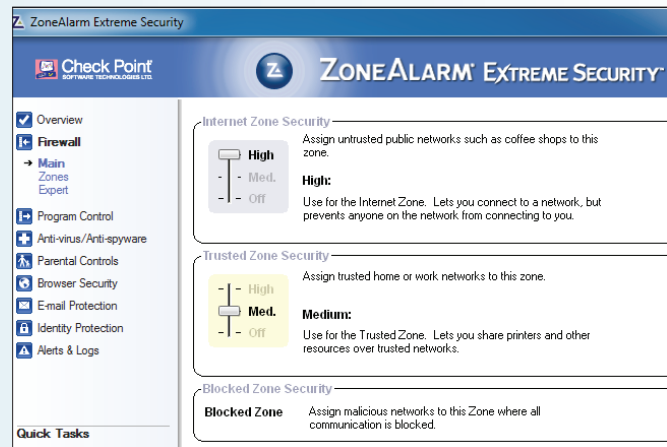 ZoneAlarm Extreme Security
Check Point
SOFTWARE TECHNOLOGIES LTD.
ZONEALARM EXTREME SECURITY
Overview
Firewall
Main
Zones
Expert
Program Control
Anti-virus/Anti-spyware
Parental Controls
Browser Security
E-mail Protection
Identity Protection
Alerts & Logs
Quick Tasks
Internet Zone Security
High
Med.
Off
Assign untrusted public networks such as coffee shops to this
zone.
High:
Use for the Internet Zone. Lets you connect to a network, but
prevents anyone on the network from connecting to you.
Trusted Zone Security
High
Med.
Off
Assign trusted home or work networks to this zone.
Medium:
Use for the Trusted Zone. Lets you share printers and other
resources over trusted networks.
Blocked Zone Security
Blocked Zone
Assign malicious networks to this Zone where all
communication is blocked.